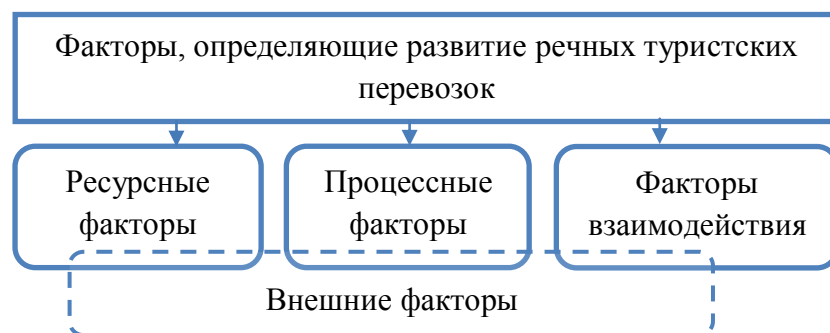 Факторы, определяющие развитие речных туристских
перевозок
Ресурсные
факторы
Процессные
факторы
Факторы
взаимодействия
Внешние факторы